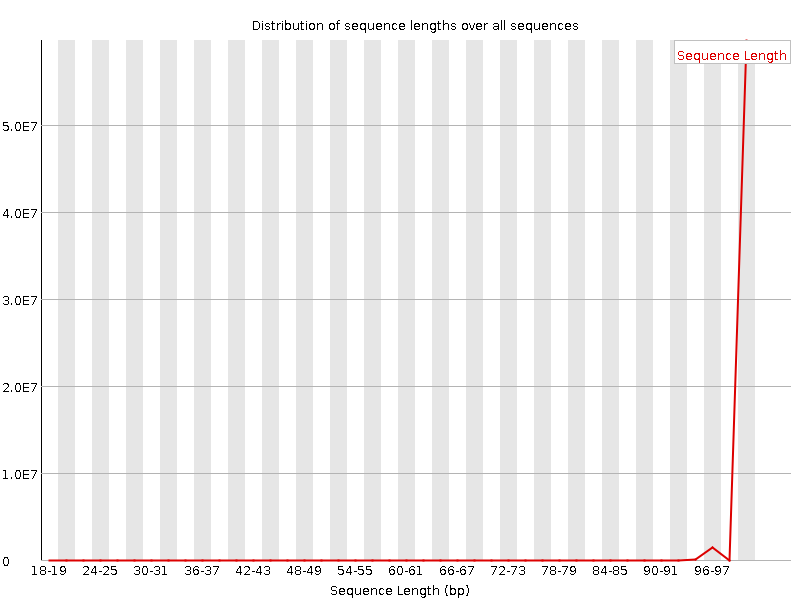 Distribution of sequence lengths over all sequences
Sequence Length
5.0E7
4.0E7
3.0E7
2.0E7
1.0E7
0
18-19 24-25 30-31 36-37 42-43 48-49 54-55 60-61 66-67 72-73 78-79 84-85 90-91 96-97
Sequence Length (bp)